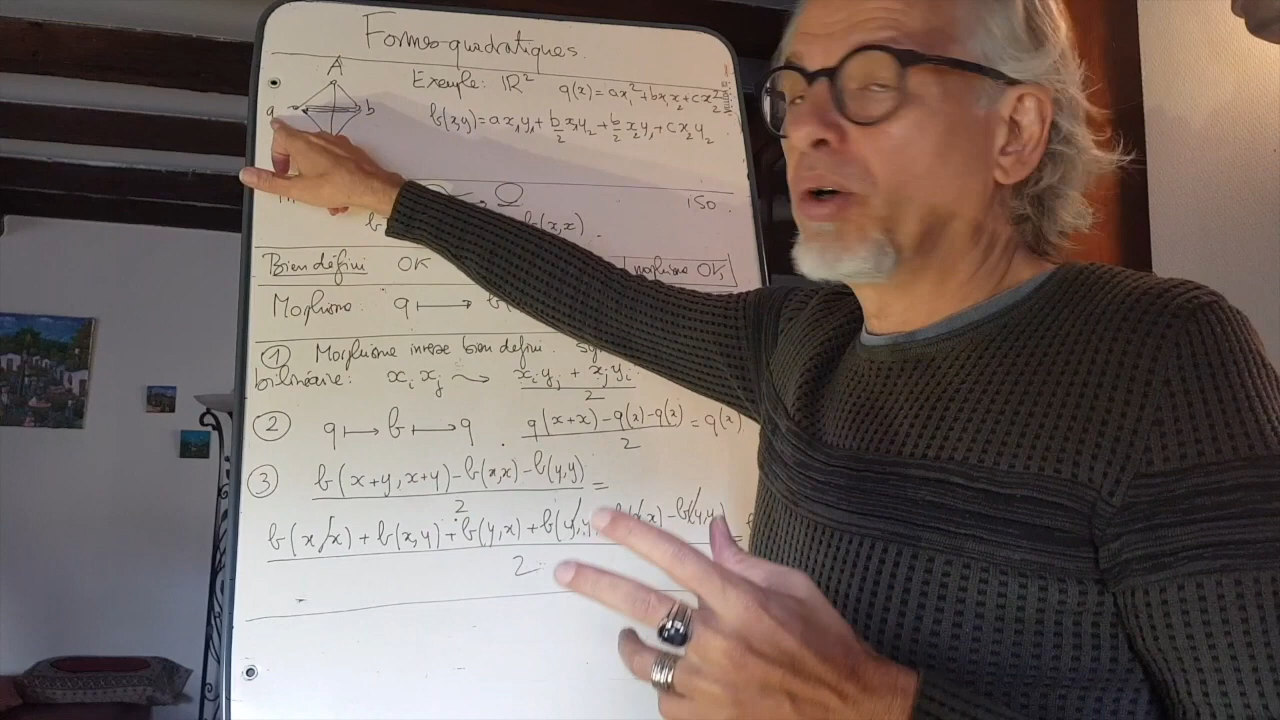 Formes quadratiques
A
Exemple: ℝ² q(x)=ax₁²+bx₁x₂+cx₂²
q b
b(x,y)=ax₁y₁+b/2 x₁y₂+b/2 x₂y₁+cx₂y₂
iso.
b b(x,x)
Bien défini OK morphisme OK
Morphisme: q ⟼ b(
① Morphisme inverse bien défini.
bilinéaire: xᵢxⱼ ⤳ (xᵢyⱼ + xⱼyᵢ)/2
② q ⟼ b ⟼ q . (q(x+x)-q(x)-q(x))/2 = q(x)
③ (b(x+y,x+y)-b(x,x)-b(y,y))/2 =
b(x,x)+b(x,y)+b(y,x)+b(y,y) -b(y,y) =
2